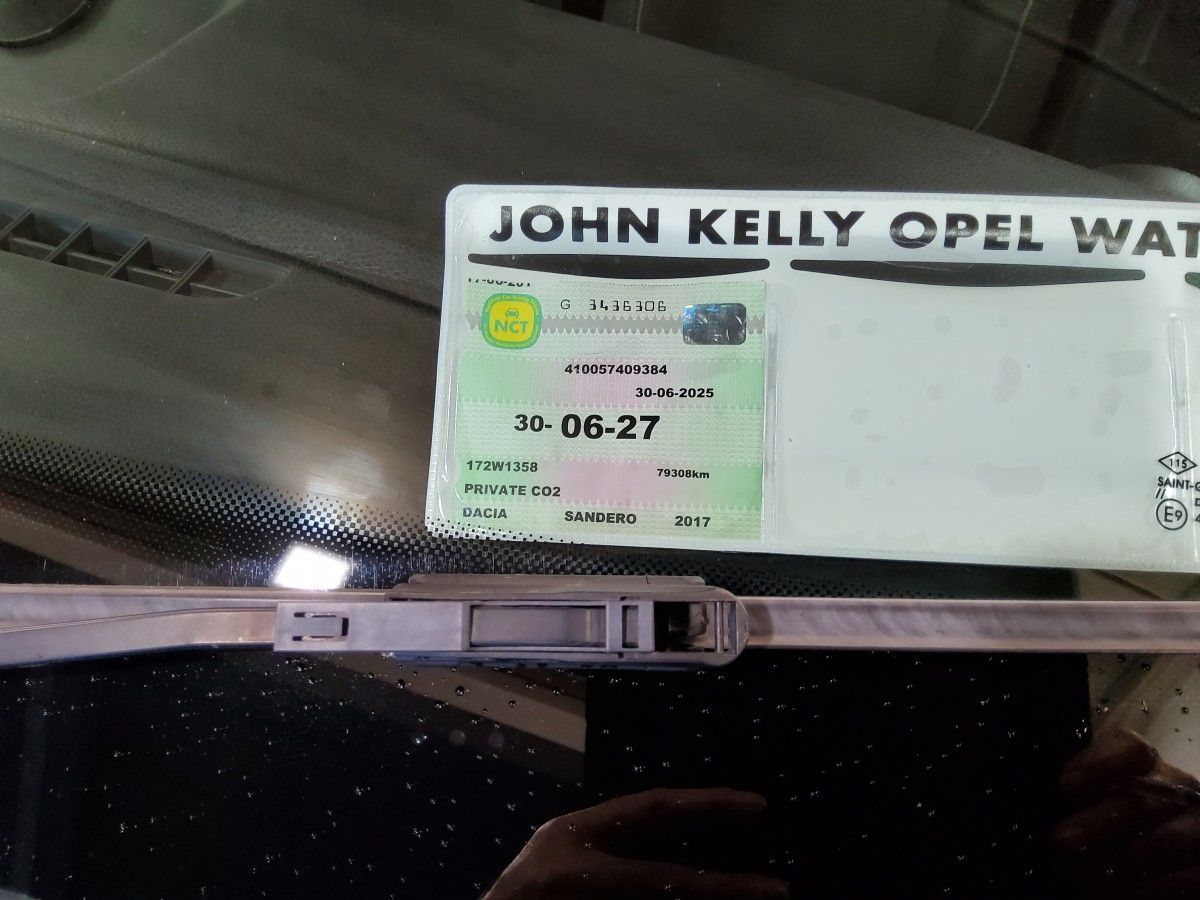 JOHN KELLY OPEL WAT
NCT
G 3436306
410057409384
30-06-2025
30-06-27
172W1358
79308km
PRIVATE CO2
DACIA SANDERO 2017
115
SAINT-G
E9